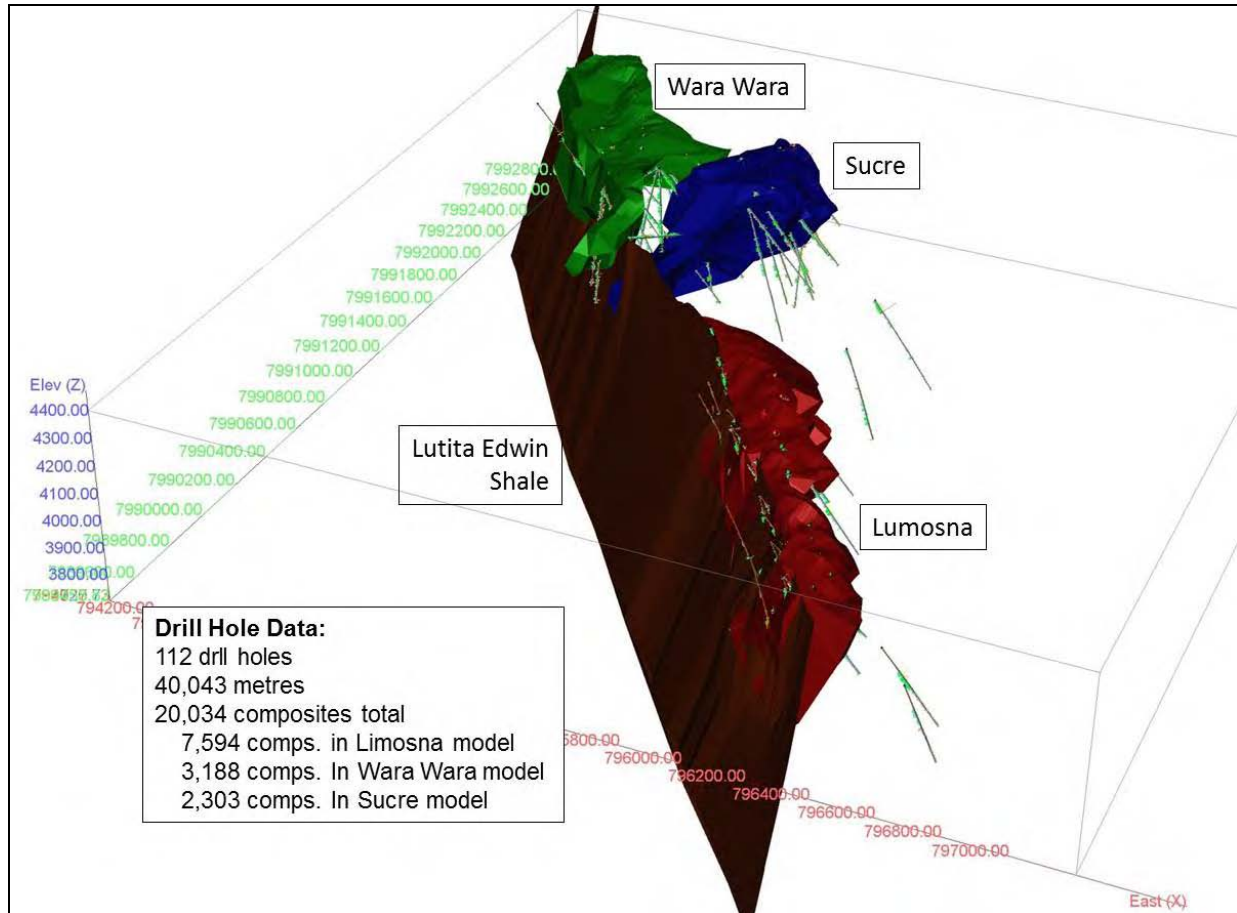 Wara Wara
Sucre
7992800.
7992600.00
7992400.00
7992200.00
7992000.00
7991800.00
7991600.00
7991400.00
7991200.00
7991000.00
7990800.00
7990600.00
7990400.00
7990200.00
7990000.00
7989800.00
Elev (Z)
4400.00
4300.00
4200.00
4100.00
4000.00
3900.00
3800.00
Lutita Edwin
Shale
Lumosna
794200.00
Drill Hole Data:
112 drll holes
40,043 metres
20,034 composites total
7,594 comps. in Limosna model
3,188 comps. In Wara Wara model
2,303 comps. In Sucre model
5800.00
796000.00
796200.00
796400.00
796600.00
796800.00
797000.00
East (X)